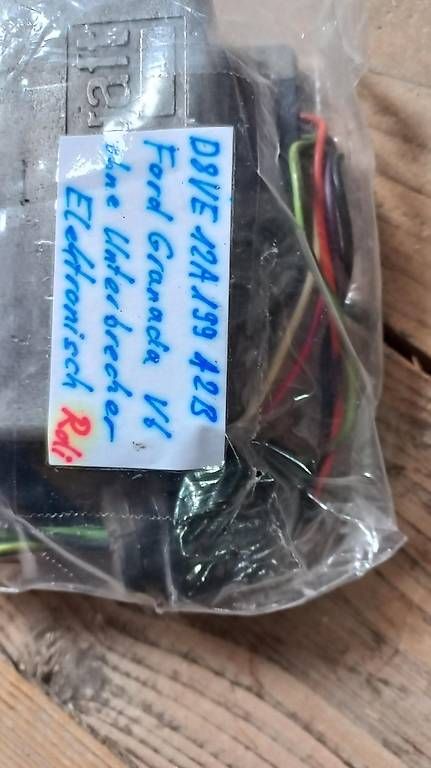 D8VE 12A199 A2B
Ford Granada V6
ohne Unterbrecher
Elektronisch Rdi